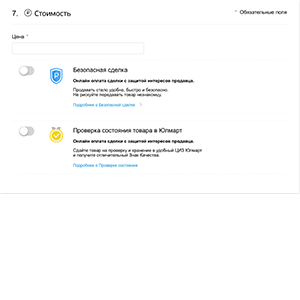 7. Ⓟ Стоимость
* Обязательные поля
Цена *
Безопасная сделка
Онлайн оплата сделки с защитой интересов продавца.
Продавать стало удобно, быстро и безопасно.
Не рискуйте передавать товар незнакомцу.
Подробнее о Безопасной сделке
Проверка состояния товара в Юлмарт
Онлайн оплата сделки с защитой интересов продавца.
Сдайте товар на проверку и хранение в удобный ЦИЗ Юлмарт
и получите отличительный Знак Качества.
Подробнее о Проверке состояния